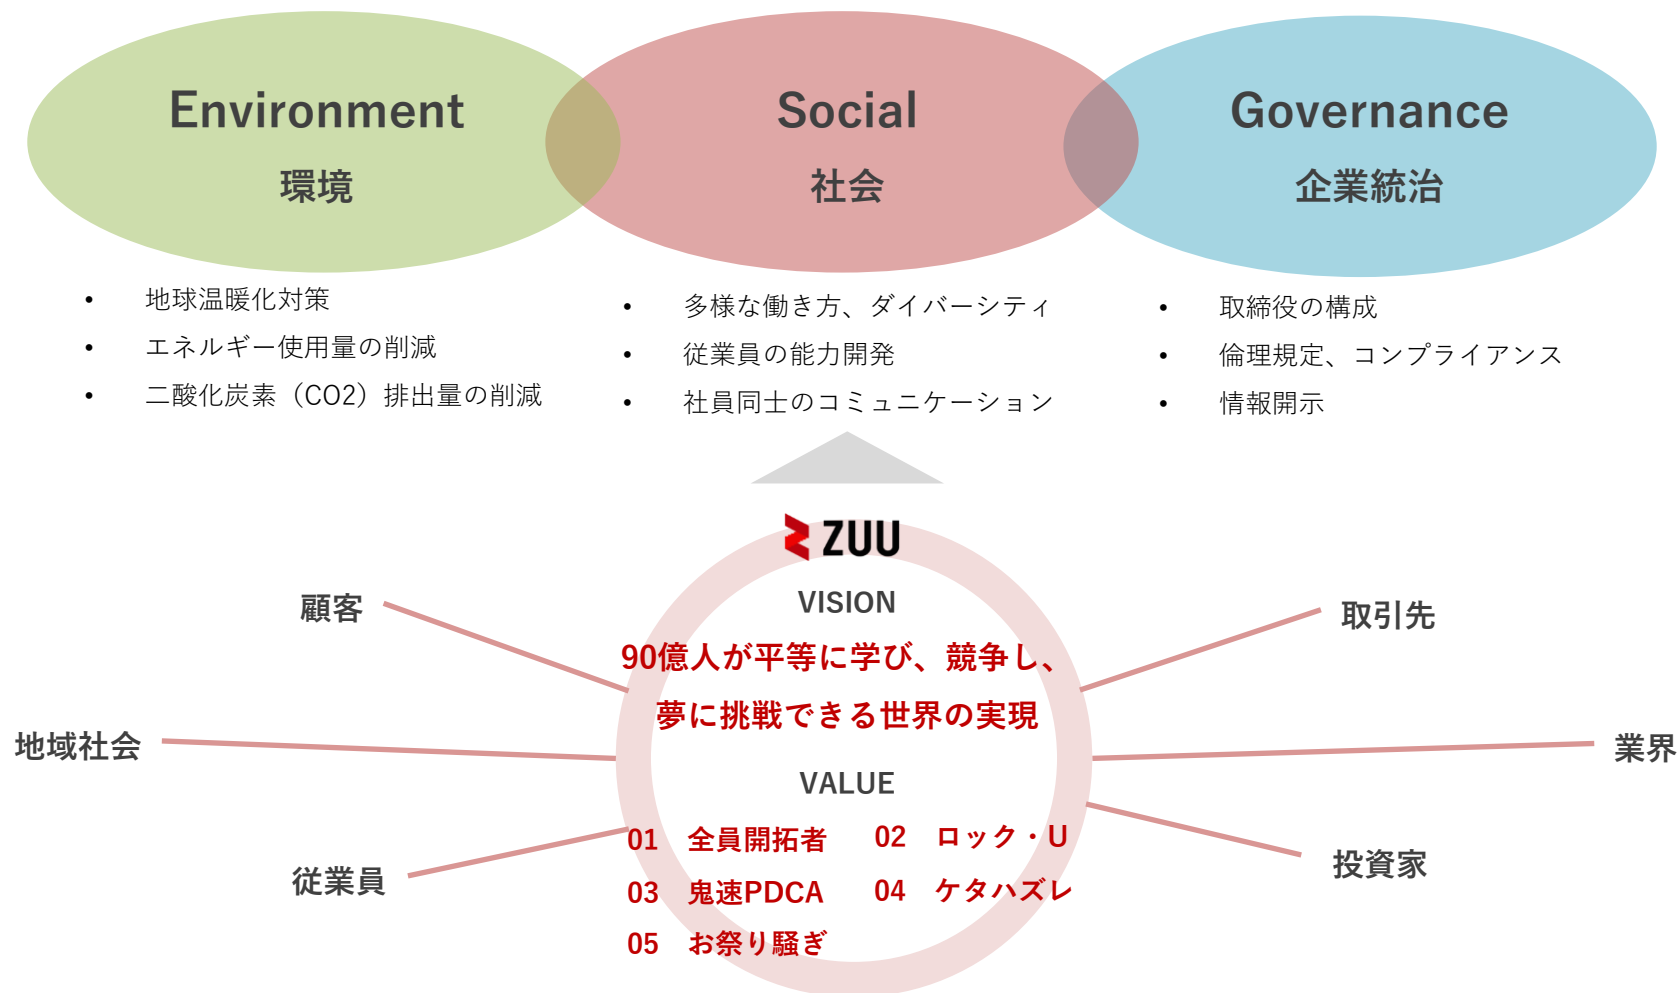 Environment
環境
Social
社会
Governance
企業統治
• 地球温暖化対策
• エネルギー使用量の削減
• 二酸化炭素（CO2）排出量の削減
• 多様な働き方、ダイバーシティ
• 従業員の能力開発
• 社員同士のコミュニケーション
• 取締役の構成
• 倫理規定、コンプライアンス
• 情報開示
ZUU
VISION
90億人が平等に学び、競争し、
夢に挑戦できる世界の実現
VALUE
01 全員開拓者 02 ロック・U
03 鬼速PDCA 04 ケタハズレ
05 お祭り騒ぎ
顧客
地域社会
従業員
取引先
業界
投資家